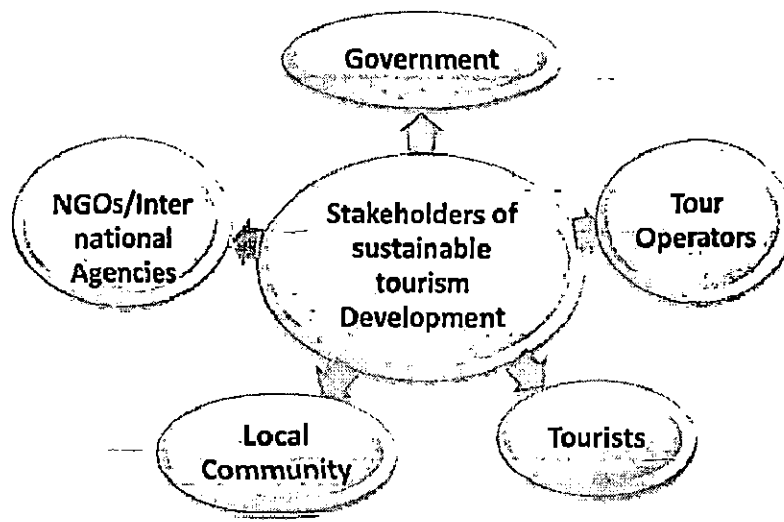 Government
NGOs/Inter
national
Agencies
Stakeholders of
sustainable
tourism
Development
Tour
Operators
Local
Community
Tourists